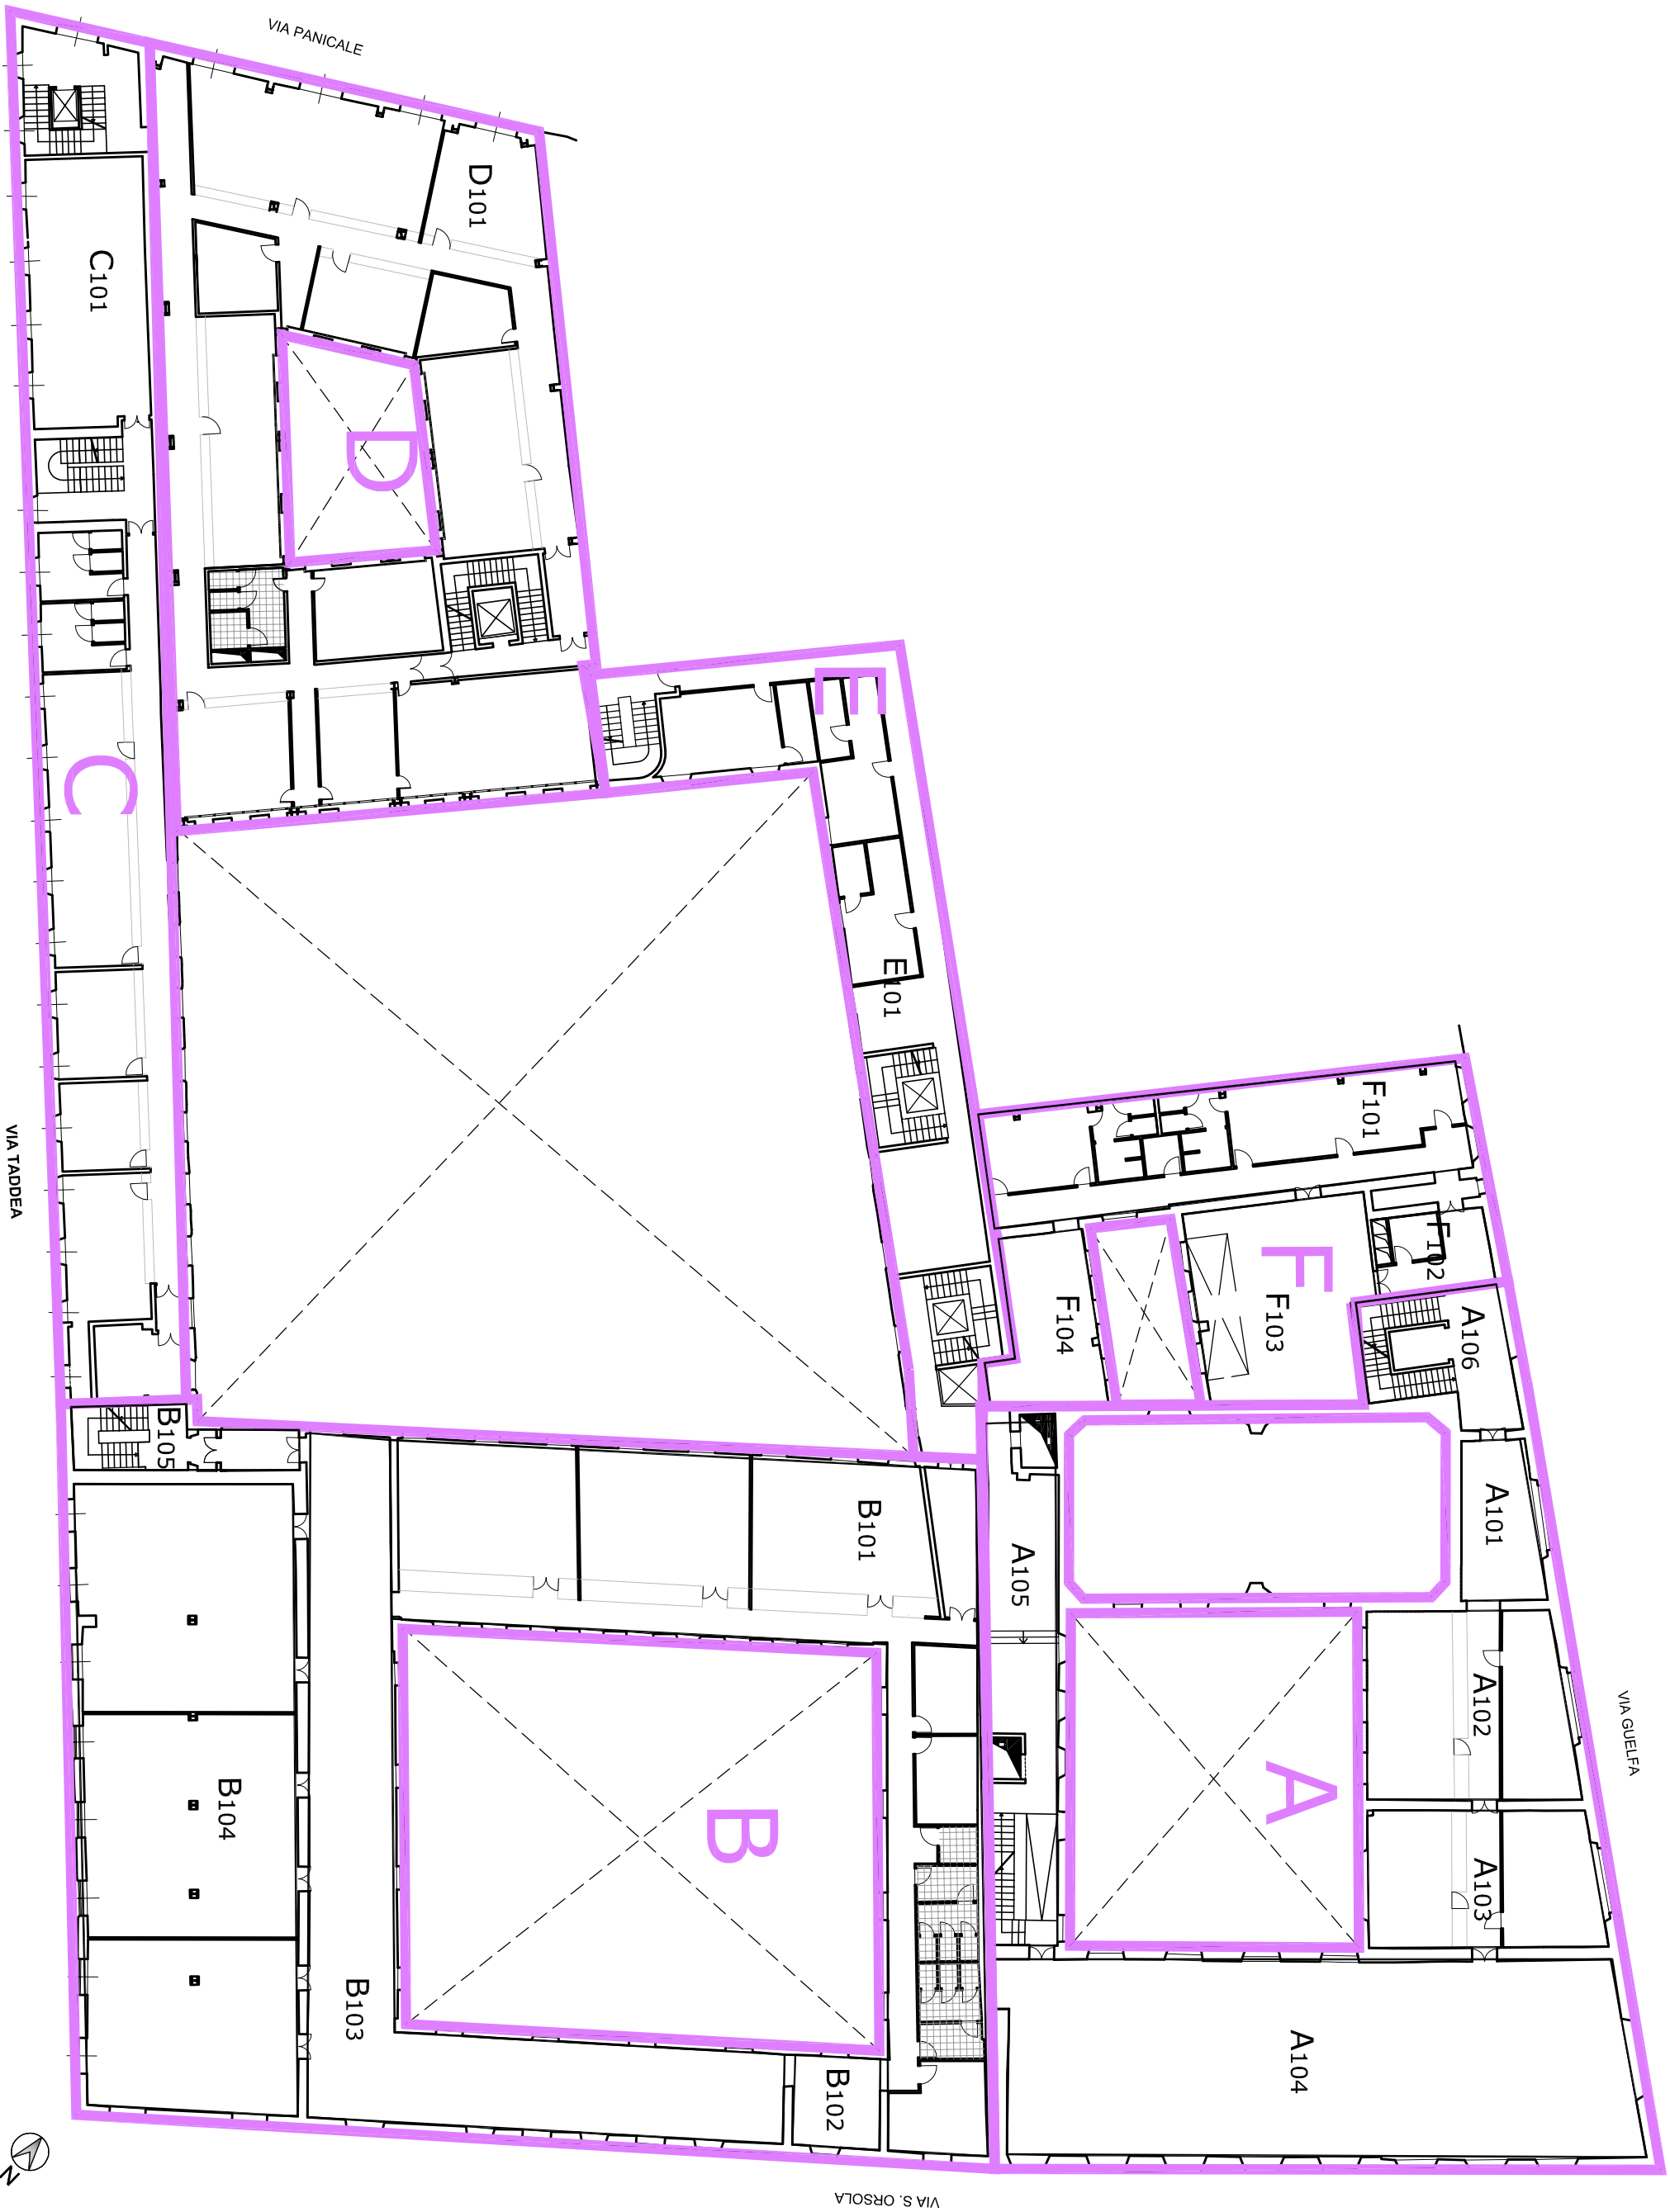 VIA PANICALE
D101
C101
D
E
C
E101
F101
F102
F
F103
F104
A106
VIA TADDEA
B105
B101
A105
A101
A102
VIA GUELFA
A
B
B104
A103
B103
A104
B102
N
VIA S. ORSOLA